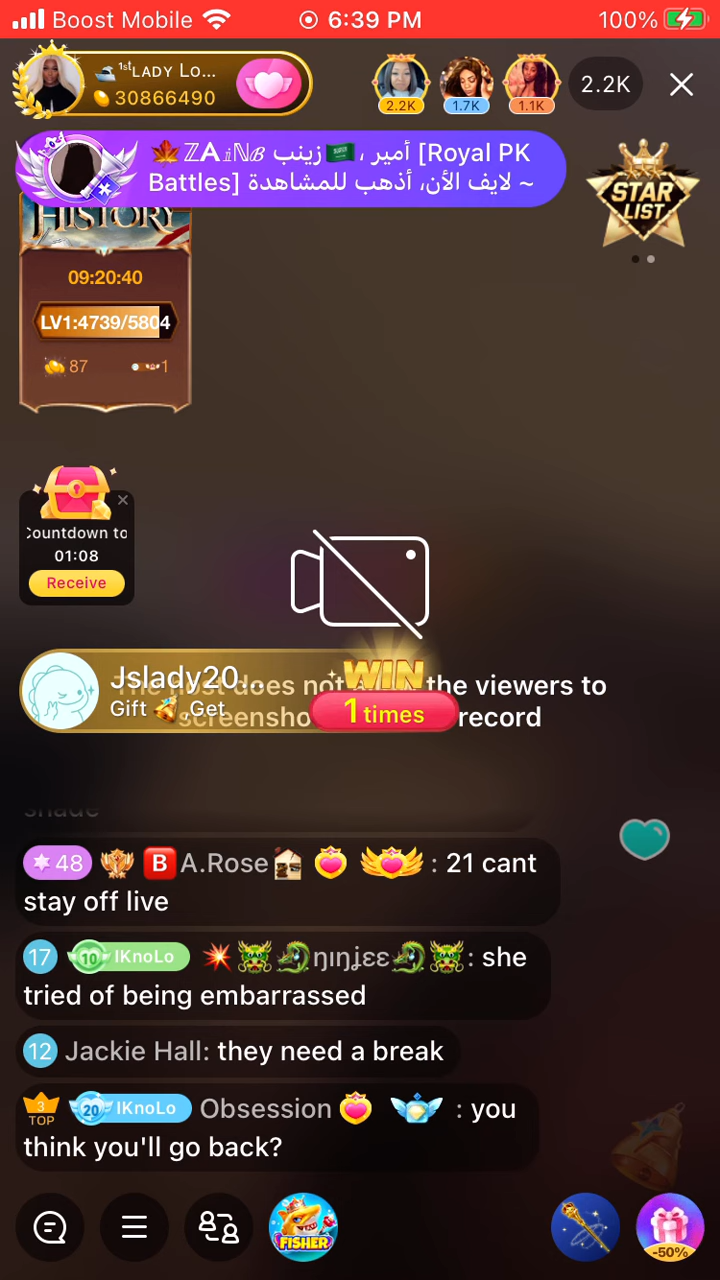 Boost Mobile 6:39 PM 100%
1stLADY Lo...
30866490
2.2K 1.7K 1.1K 2.2K
🍁ℤ𝗔𝕚ℕ𝓑 أمير ،🇸🇦زينب [Royal PK
Battles] لايف الأن، أذهب للمشاهدة ~
STAR
LIST
HISTORY
09:20:40
LV1:4739/5804
87 1
Countdown to
01:08
Receive
Jslady20...
Gift , Get
WIN
1 times
The host does not the viewers to
screensho record
shade
48 B A.Rose : 21 cant
stay off live
17 10 IKnoLo 💥🐲🐉ŋıŋʝɛɛ🐉🐲: she
tried of being embarrassed
12 Jackie Hall: they need a break
3 TOP 20 IKnoLo Obsession : you
think you'll go back?
FISHER
-50%